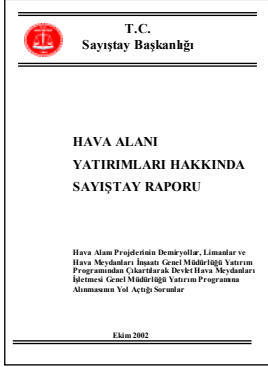 T.C.
Sayıştay Başkanlığı
HAVA ALANI
YATIRIMLARI HAKKINDA
SAYIŞTAY RAPORU
Hava Alanı Projelerinin Demiryollar, Limanlar ve
Hava Meydanları İnşaatı Genel Müdürlüğü Yatırım
Programından Çıkartılarak Devlet Hava Meydanları
İşletmesi Genel Müdürlüğü Yatırım Programına
Alınmasının Yol Açtığı Sorunlar
Ekim 2002